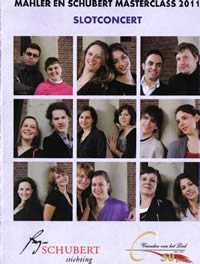 MAHLER EN SCHUBERT MASTERCLASS 2011
SLOTCONCERT
SCHUBERT
stichting
Vrienden van het Lied